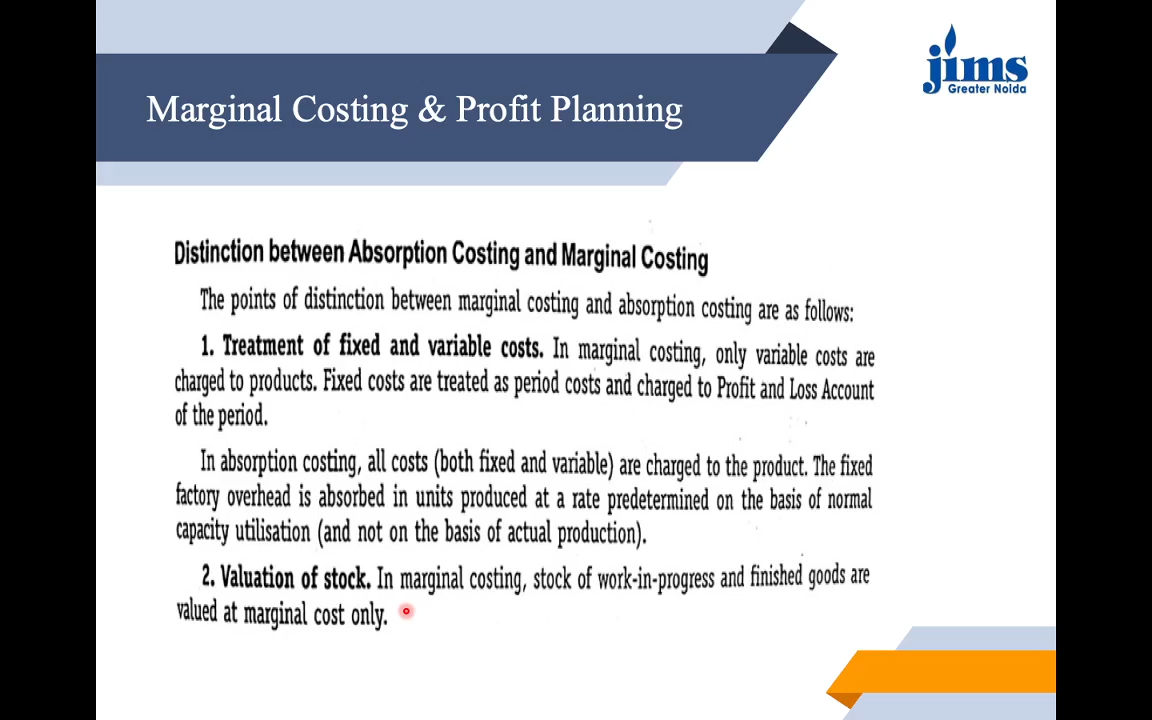 jims
Greater Noida
Marginal Costing & Profit Planning
Distinction between Absorption Costing and Marginal Costing
The points of distinction between marginal costing and absorption costing are as follows:
1. Treatment of fixed and variable costs. In marginal costing, only variable costs are
charged to products. Fixed costs are treated as period costs and charged to Profit and Loss Account
of the period.
In absorption costing, all costs (both fixed and variable) are charged to the product. The fixed
factory overhead is absorbed in units produced at a rate predetermined on the basis of normal
capacity utilisation (and not on the basis of actual production).
2. Valuation of stock. In marginal costing, stock of work-in-progress and finished goods are
valued at marginal cost only.